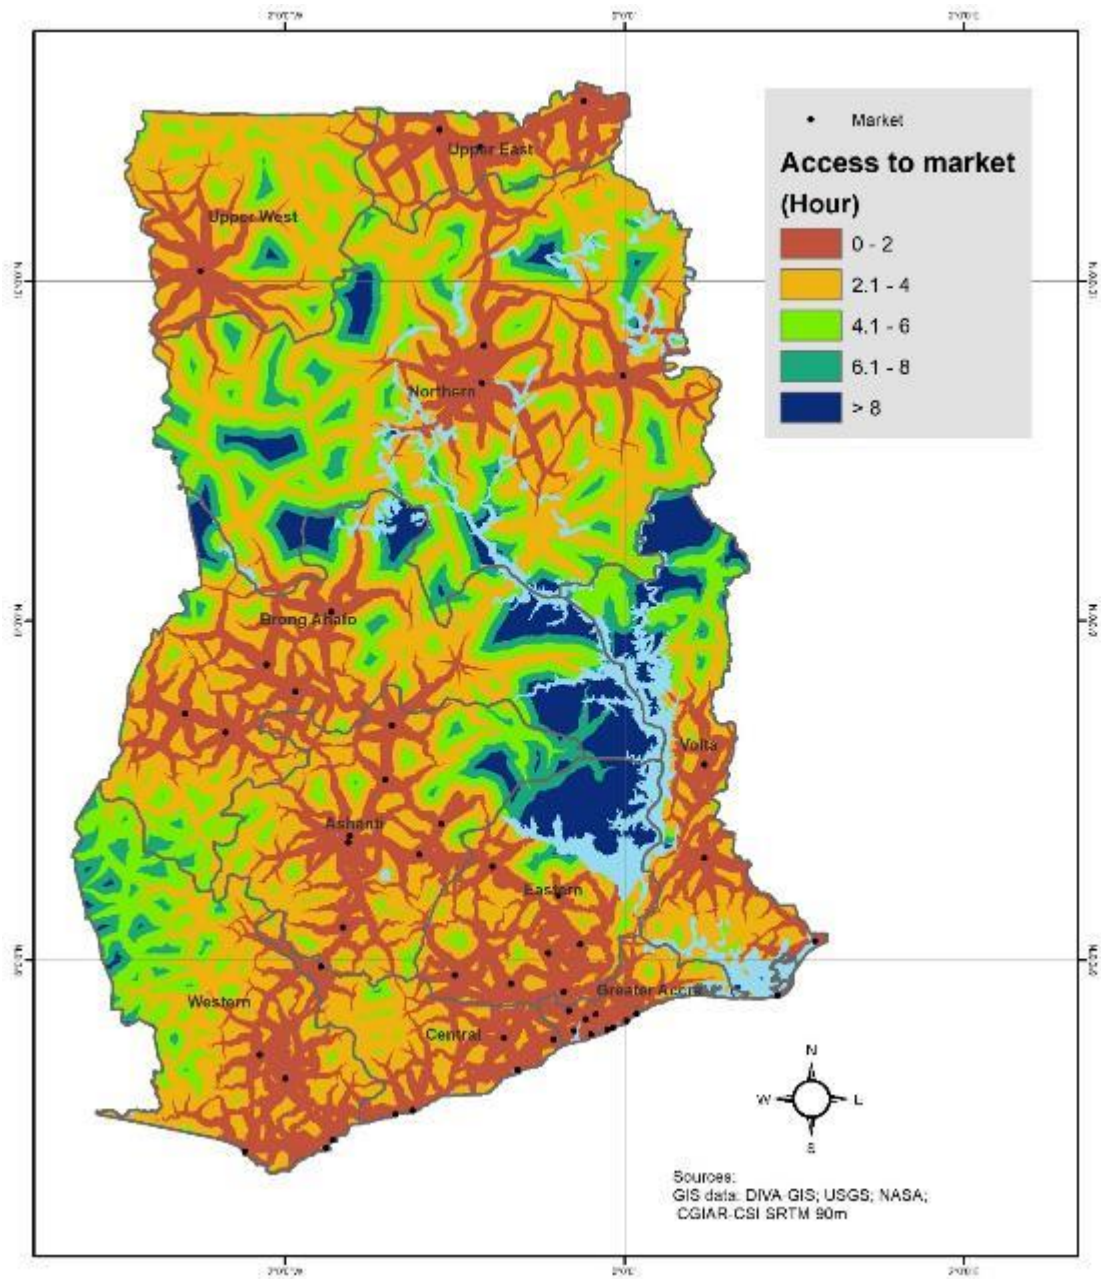 Market
Access to market
(Hour)
0 - 2
2.1 - 4
4.1 - 6
6.1 - 8
> 8
Upper East
Upper West
Northern
Brong Ahafo
Volta
Ashanti
Eastern
Western
Greater Accra
Central
N
W
S
Sources:
GIS data: DIVA-GIS; USGS; NASA;
CGIAR-CSI SRTM 90m